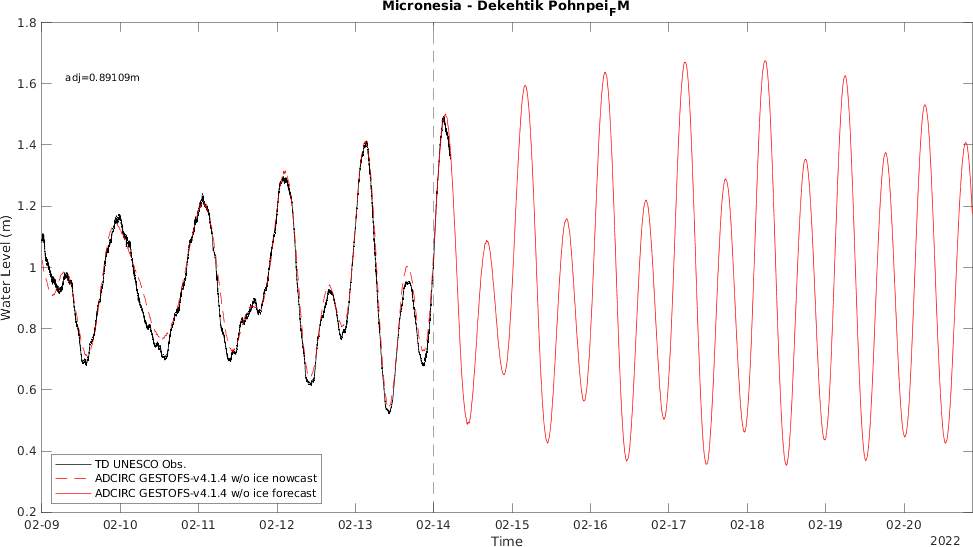 Micronesia - Dekehtik Pohnpei_FM
1.8
adj=0.89109m
1.6
1.4
1.2
1
0.8
0.6
0.4
0.2
Water Level (m)
TD UNESCO Obs.
ADCIRC GESTOFS-v4.1.4 w/o ice nowcast
ADCIRC GESTOFS-v4.1.4 w/o ice forecast
02-09 02-10 02-11 02-12 02-13 02-14 02-15 02-16 02-17 02-18 02-19 02-20
Time
2022